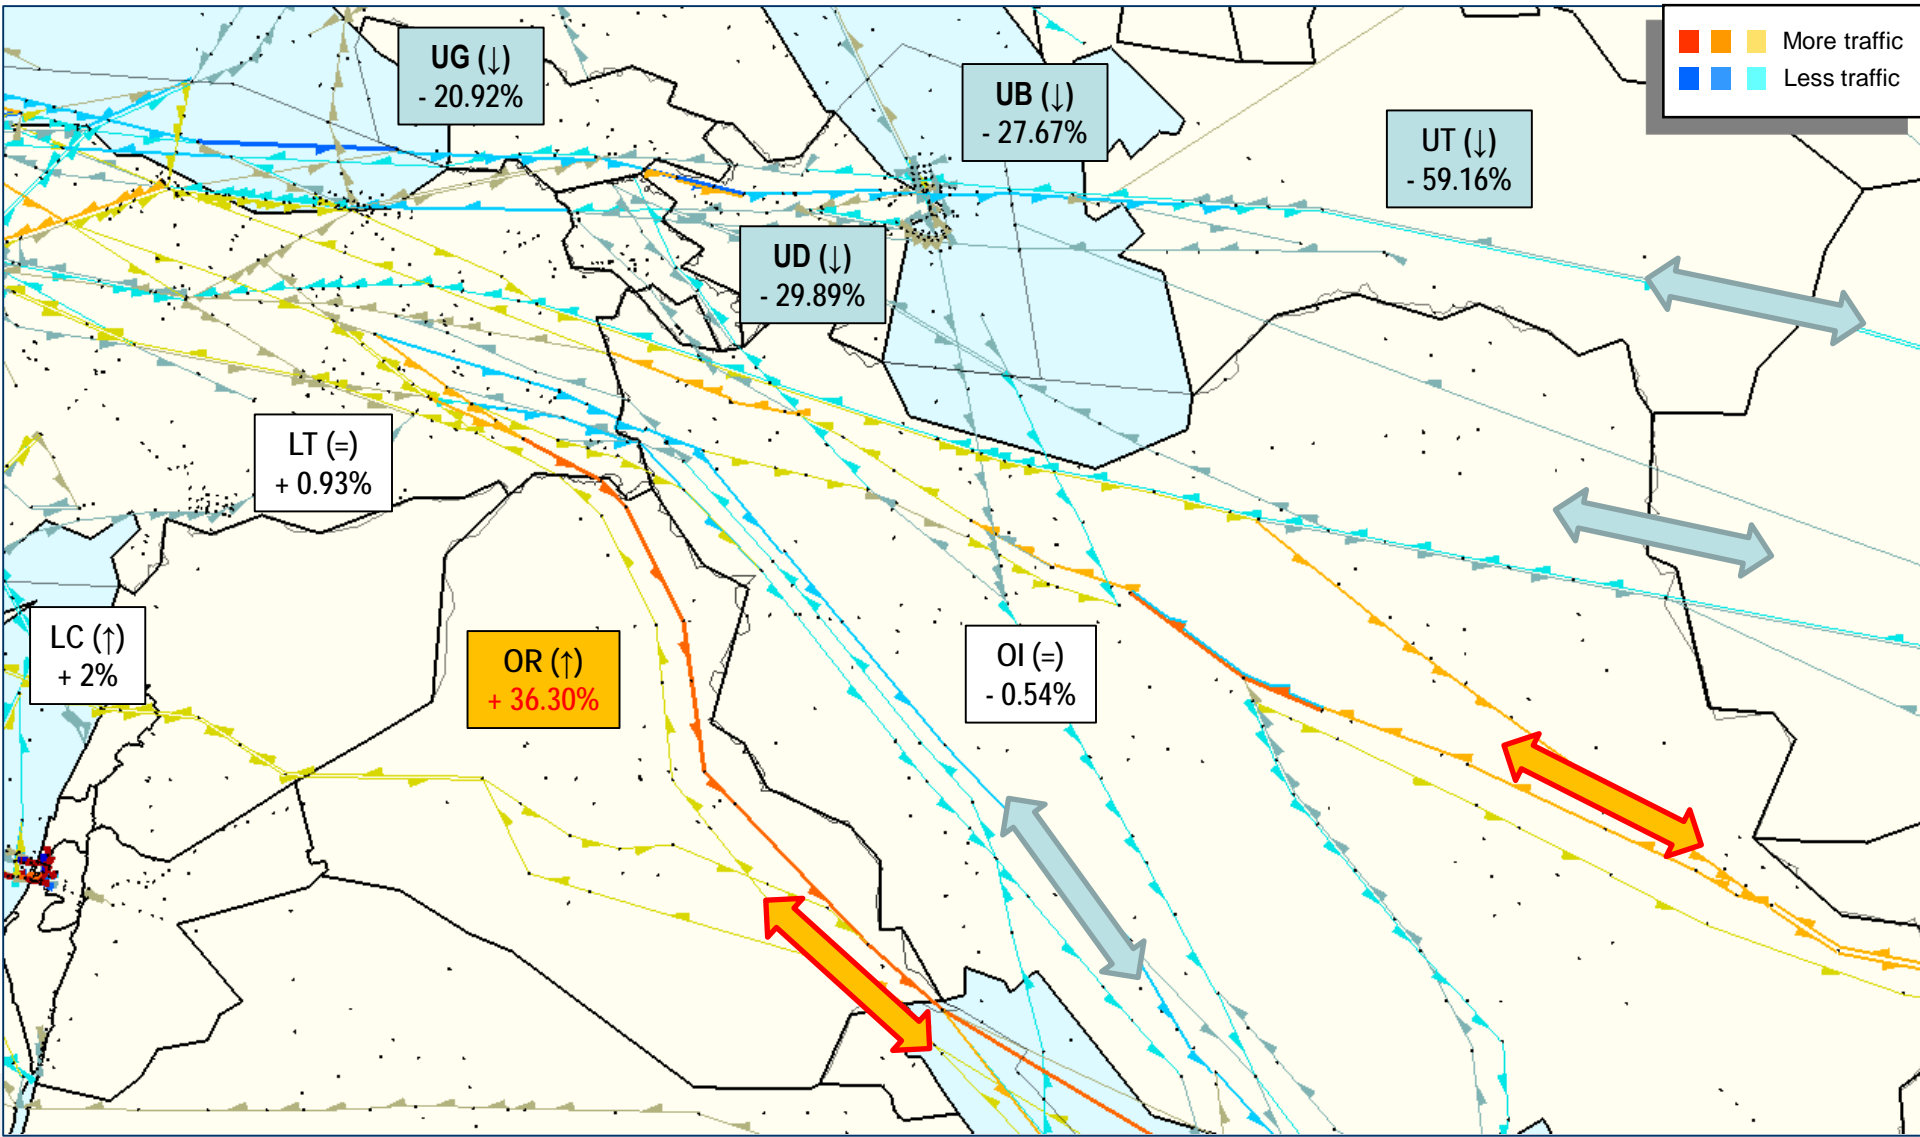 UG (↓)
- 20.92%
UB (↓)
- 27.67%
UT (↓)
- 59.16%
More traffic
Less traffic
UD (↓)
- 29.89%
LT (=)
+ 0.93%
LC (↑)
+ 2%
OR (↑)
+ 36.30%
OI (=)
- 0.54%